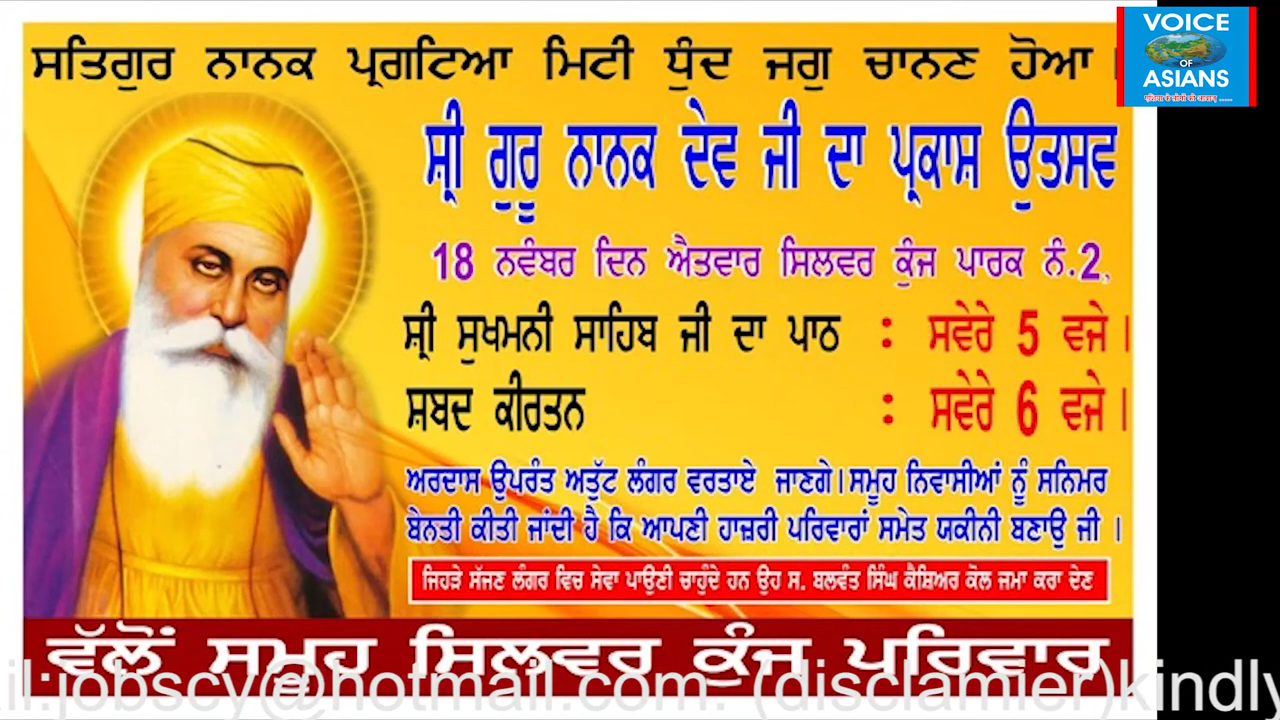 VOICE
OF
ASIANS
ਸਤਿਗੁਰ ਨਾਨਕ ਪ੍ਰਗਟਿਆ ਮਿਟੀ ਧੁੰਦ ਜਗੁ ਚਾਨਣ ਹੋਆ ।
ਸ਼੍ਰੀ ਗੁਰੂ ਨਾਨਕ ਦੇਵ ਜੀ ਦਾ ਪ੍ਰਕਾਸ਼ ਉਤਸਵ
18 ਨਵੰਬਰ ਦਿਨ ਐਤਵਾਰ ਸਿਲਵਰ ਕੁੰਜ ਪਾਰਕ ਨੰ.2,
ਸ਼੍ਰੀ ਸੁਖਮਨੀ ਸਾਹਿਬ ਜੀ ਦਾ ਪਾਠ : ਸਵੇਰੇ 5 ਵਜੇ ।
ਸ਼ਬਦ ਕੀਰਤਨ : ਸਵੇਰੇ 6 ਵਜੇ ।
ਅਰਦਾਸ ਉਪਰੰਤ ਅਤੁੱਟ ਲੰਗਰ ਵਰਤਾਏ ਜਾਣਗੇ । ਸਮੂਹ ਨਿਵਾਸੀਆਂ ਨੂੰ ਸਨਿਮਰ
ਬੇਨਤੀ ਕੀਤੀ ਜਾਂਦੀ ਹੈ ਕਿ ਆਪਣੀ ਹਾਜ਼ਰੀ ਪਰਿਵਾਰਾਂ ਸਮੇਤ ਯਕੀਨੀ ਬਣਾਉ ਜੀ ।
ਜਿਹੜੇ ਸੱਜਣ ਲੰਗਰ ਵਿਚ ਸੇਵਾ ਪਾਉਣੀ ਚਾਹੁੰਦੇ ਹਨ ਉਹ ਸ. ਬਲਵੰਤ ਸਿੰਘ ਕੈਸ਼ਿਅਰ ਕੋਲ ਜਮਾ ਕਰਾ ਦੇਣ
ਵੱਲੋਂ ਸਮੂਹ ਸਿਲਵਰ ਕੁੰਜ ਪਰਿਵਾਰ
il:jobscy@hotmail.com. (disclamier)kindly